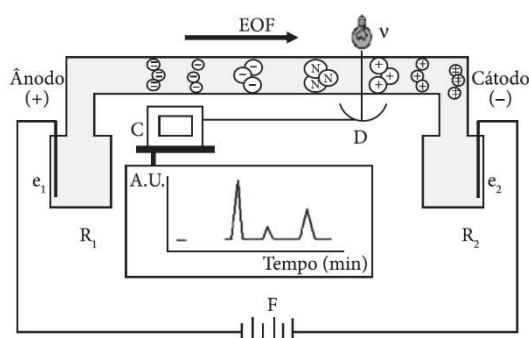 EOF
ν
Ânodo
(+)
Cátodo
(−)
− − − − − − − − − N N N + + + + + + ‡ ‡ ‡
C
D
A.U.
e₁
e₂
R₁
R₂
Tempo (min)
F